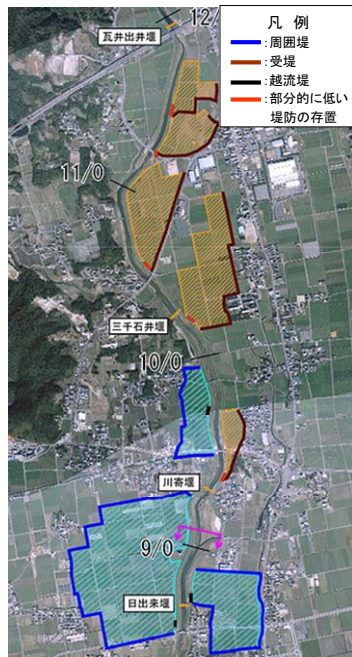 12/
瓦井出井堰
凡 例
:周囲堤
:受堤
:越流堤
:部分的に低い
堤防の存置
11/0
三千石井堰
10/0
川寄堰
9/0
日出来堰